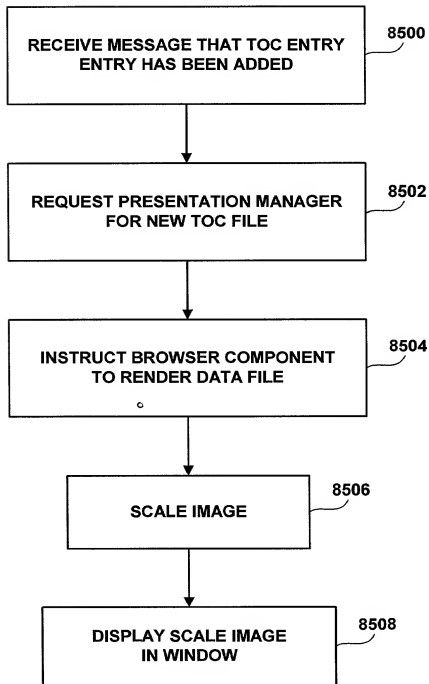 RECEIVE MESSAGE THAT TOC ENTRY
ENTRY HAS BEEN ADDED
8500
REQUEST PRESENTATION MANAGER
FOR NEW TOC FILE
8502
INSTRUCT BROWSER COMPONENT
TO RENDER DATA FILE
8504
SCALE IMAGE
8506
DISPLAY SCALE IMAGE
IN WINDOW
8508